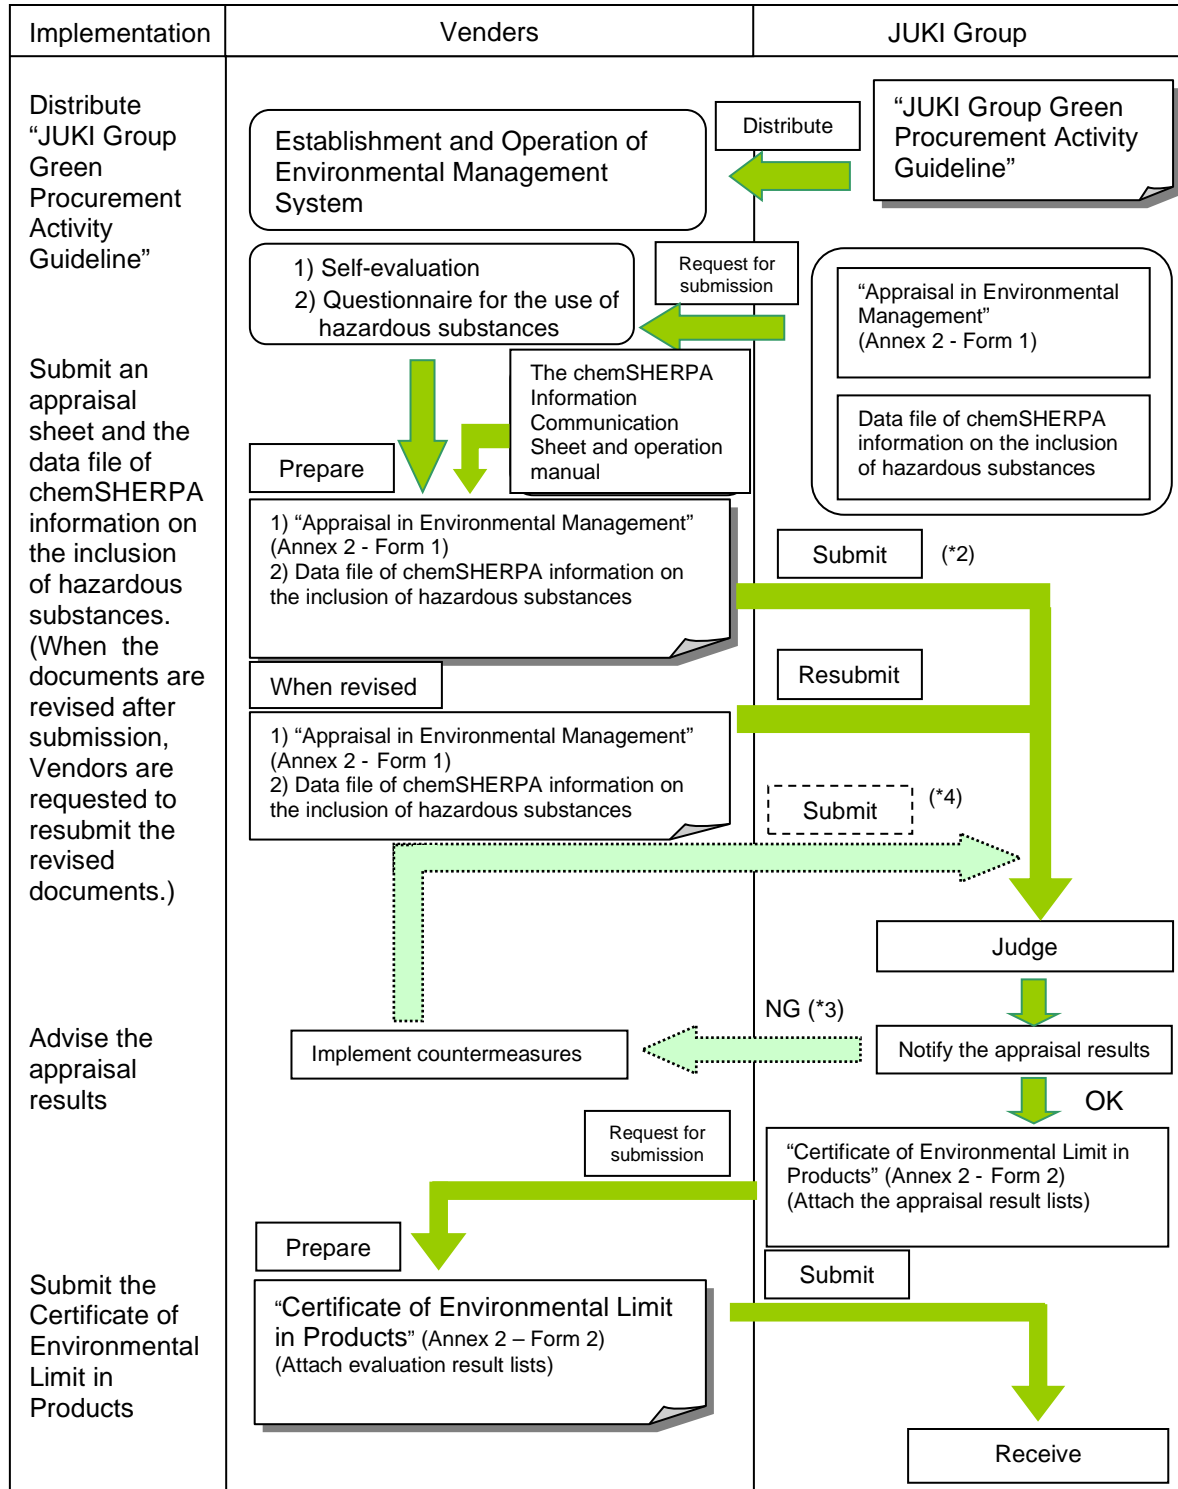 Implementation
Venders
JUKI Group
Distribute
“JUKI Group
Green
Procurement
Activity
Guideline”
Establishment and Operation of
Environmental Management
System
Distribute
“JUKI Group Green
Procurement Activity
Guideline”
1) Self-evaluation
2) Questionnaire for the use of
hazardous substances
Request for
submission
“Appraisal in Environmental
Management”
(Annex 2 - Form 1)
Data file of chemSHERPA
information on the inclusion
of hazardous substances
Submit an
appraisal
sheet and the
data file of
chemSHERPA
information on
the inclusion
of hazardous
substances.
(When the
documents are
revised after
submission,
Vendors are
requested to
resubmit the
revised
documents.)
The chemSHERPA
Information
Communication
Sheet and operation
manual
Prepare
1) “Appraisal in Environmental Management”
(Annex 2 - Form 1)
2) Data file of chemSHERPA information on
the inclusion of hazardous substances
Submit
(*2)
When revised
Resubmit
1) “Appraisal in Environmental Management”
(Annex 2 - Form 1)
2) Data file of chemSHERPA information on
the inclusion of hazardous substances
Submit
(*4)
Judge
Advise the
appraisal
results
Implement countermeasures
NG (*3)
Notify the appraisal results
OK
Request for
submission
“Certificate of Environmental Limit in
Products” (Annex 2 - Form 2)
(Attach the appraisal result lists)
Prepare
Submit
Submit the
Certificate of
Environmental
Limit in
Products
“Certificate of Environmental Limit
in Products” (Annex 2 – Form 2)
(Attach evaluation result lists)
Receive